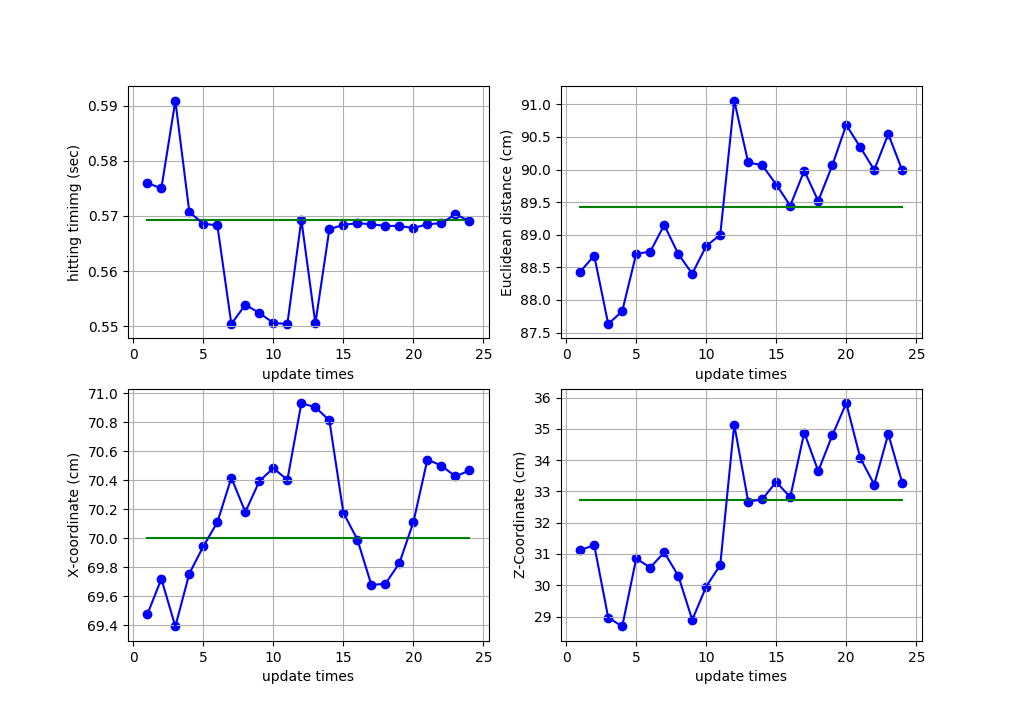 hitting timimg (sec)
0.59
0.58
0.57
0.56
0.55
0 5 10 15 20 25
update times
Euclidean distance (cm)
91.0
90.5
90.0
89.5
89.0
88.5
88.0
87.5
0 5 10 15 20 25
update times
X-coordinate (cm)
71.0
70.8
70.6
70.4
70.2
70.0
69.8
69.6
69.4
0 5 10 15 20 25
update times
Z-Coordinate (cm)
36
35
34
33
32
31
30
29
0 5 10 15 20 25
update times